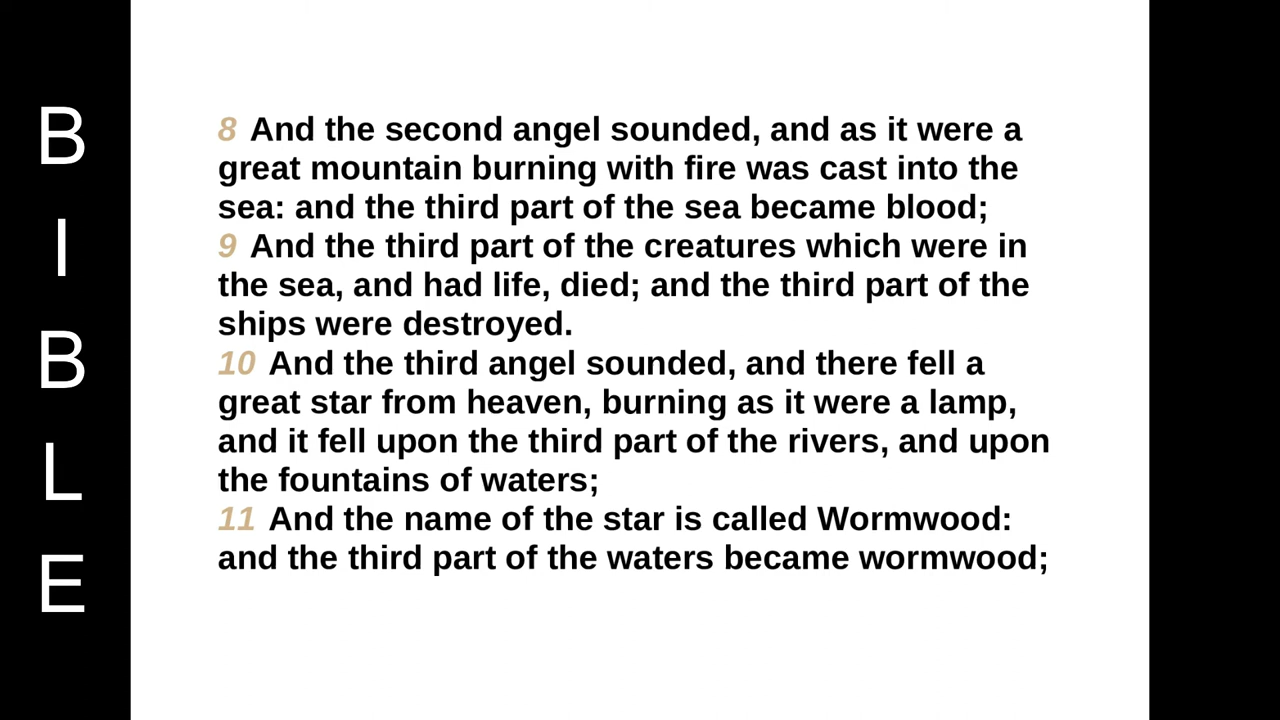 B
I
B
L
E
8 And the second angel sounded, and as it were a
great mountain burning with fire was cast into the
sea: and the third part of the sea became blood;
9 And the third part of the creatures which were in
the sea, and had life, died; and the third part of the
ships were destroyed.
10 And the third angel sounded, and there fell a
great star from heaven, burning as it were a lamp,
and it fell upon the third part of the rivers, and upon
the fountains of waters;
11 And the name of the star is called Wormwood:
and the third part of the waters became wormwood;